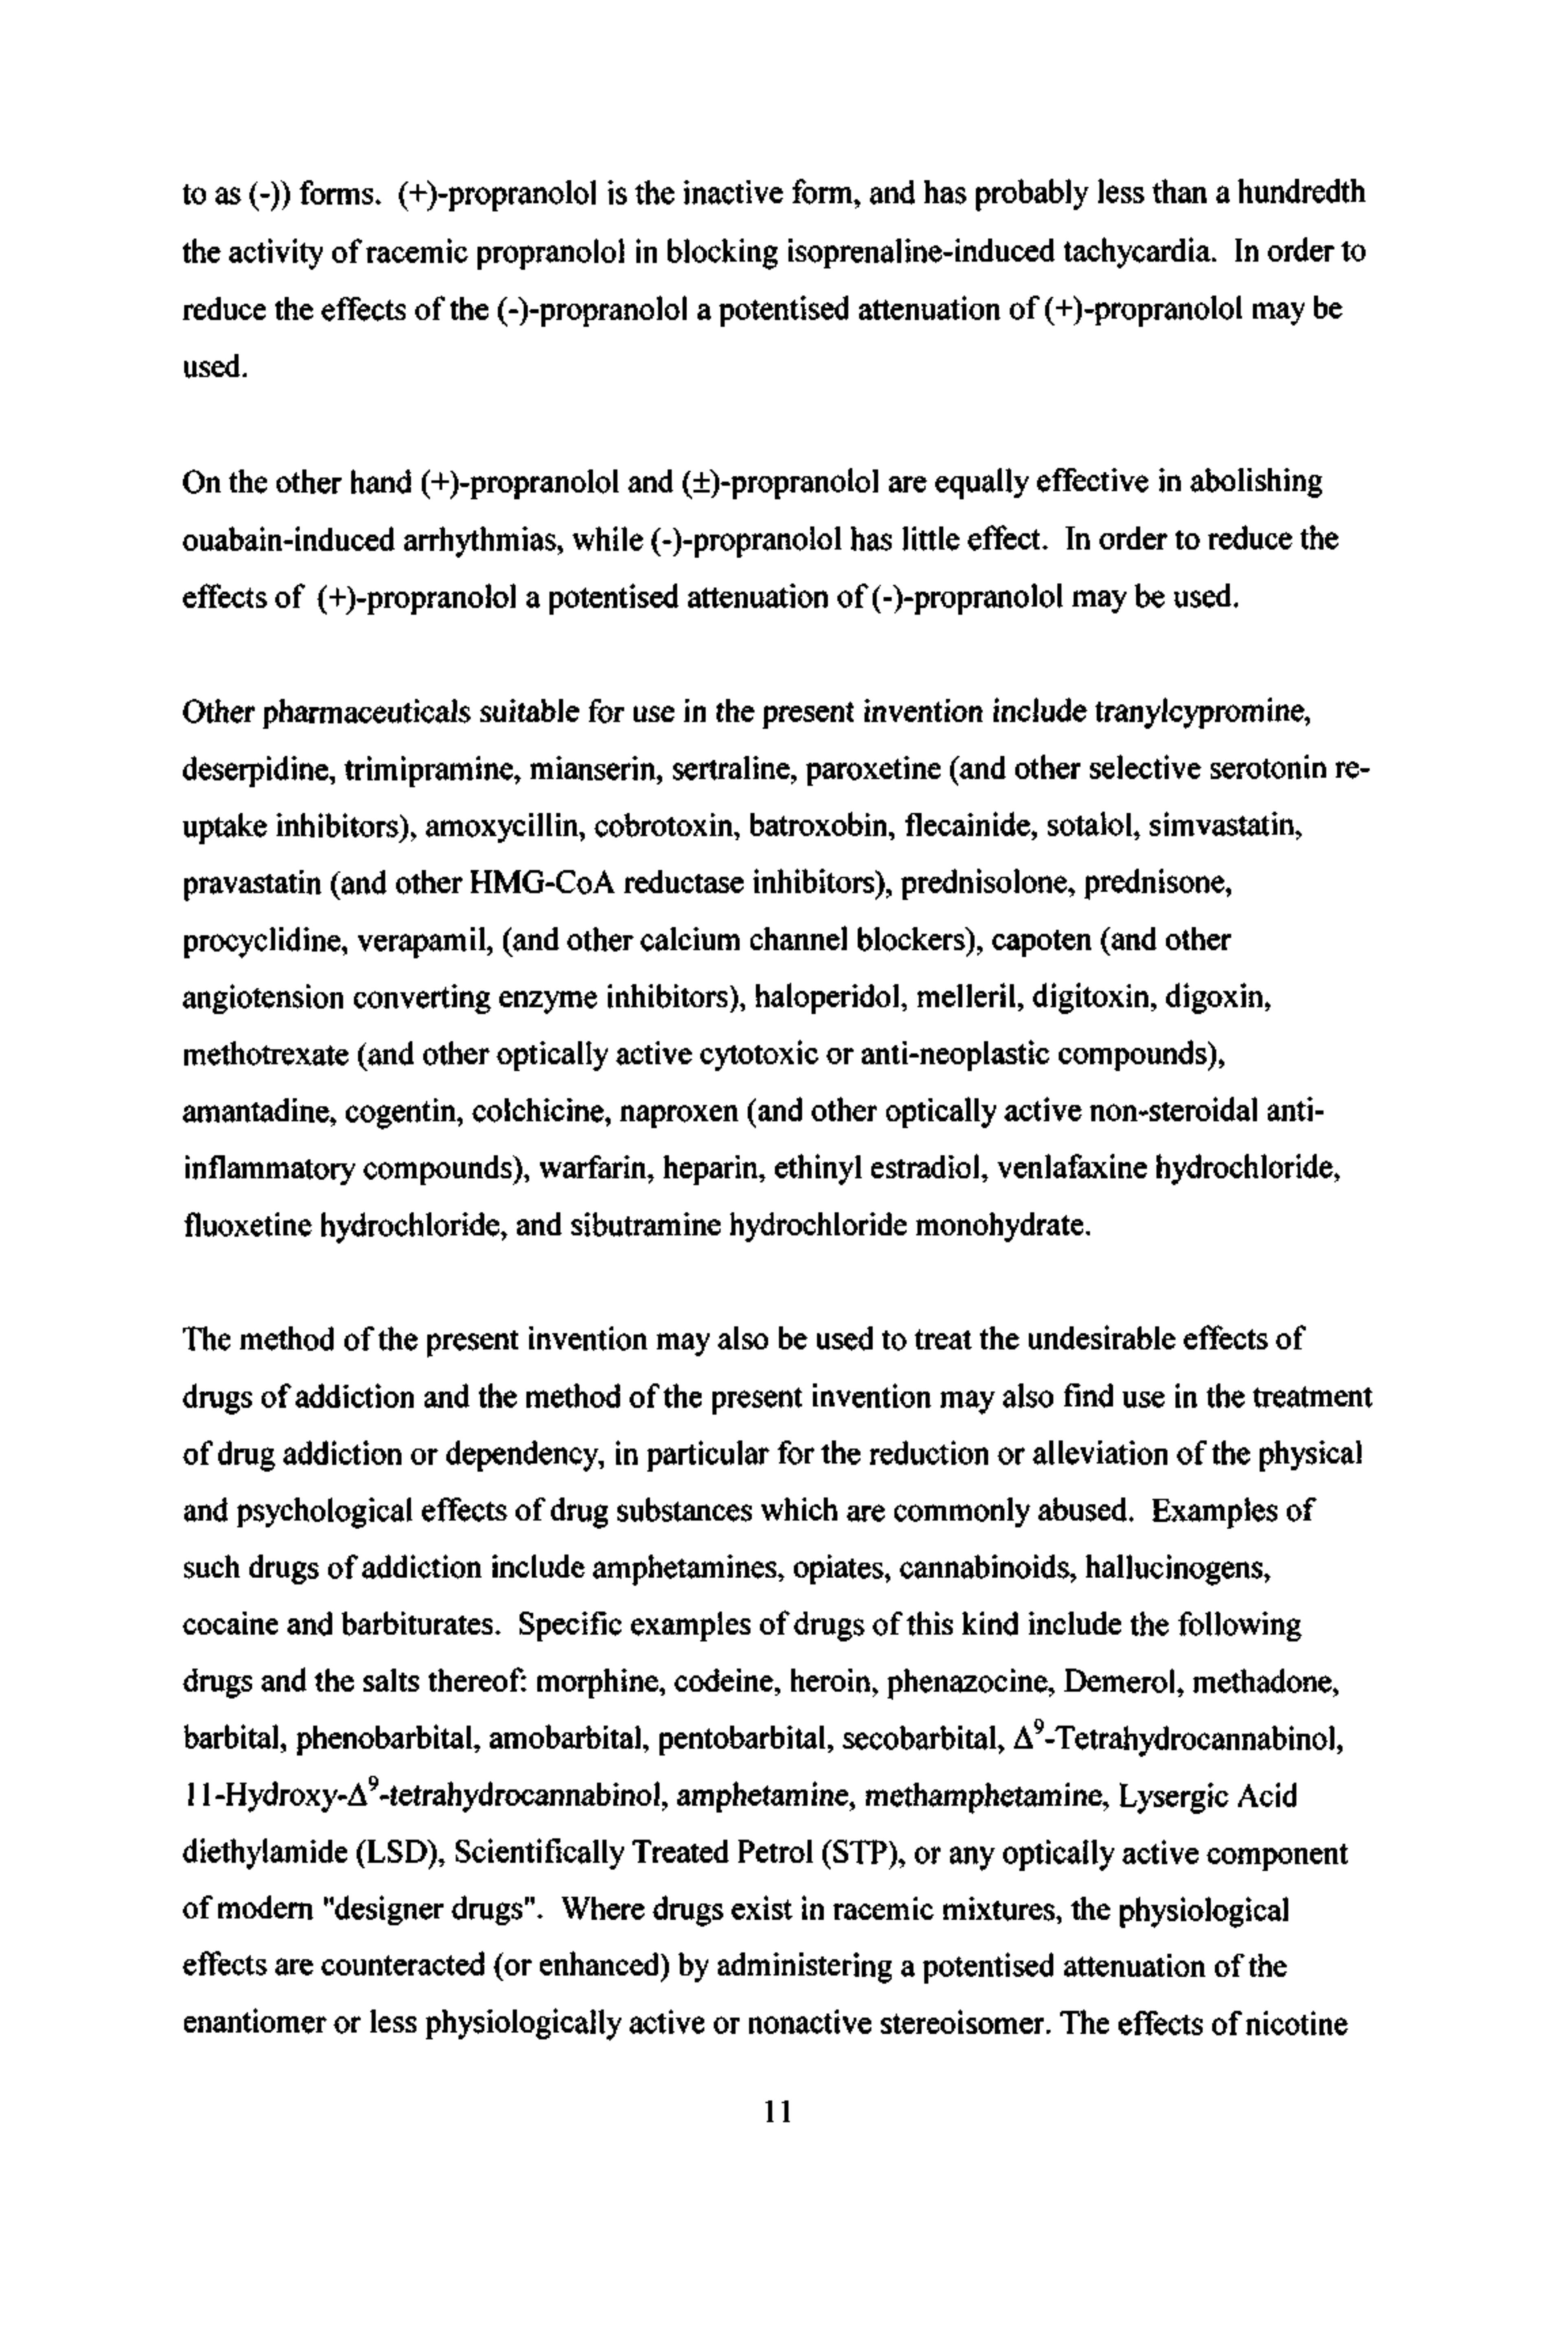 to as (-)) forms. (+)-propranolol is the inactive form, and has probably less than a hundredth
the activity of racemic propranolol in blocking isoprenaline-induced tachycardia. In order to
reduce the effects of the (-)-propranolol a potentised attenuation of (+)-propranolol may be
used.
On the other hand (+)-propranolol and (±)-propranolol are equally effective in abolishing
ouabain-induced arrhythmias, while (-)-propranolol has little effect. In order to reduce the
effects of (+)-propranolol a potentised attenuation of (-)-propranolol may be used.
Other pharmaceuticals suitable for use in the present invention include tranylcypromine,
deserpidine, trimipramine, mianserin, sertraline, paroxetine (and other selective serotonin re-
uptake inhibitors), amoxycillin, cobrotoxin, batroxobin, flecainide, sotalol, simvastatin,
pravastatin (and other HMG-CoA reductase inhibitors), prednisolone, prednisone,
procyclidine, verapamil, (and other calcium channel blockers), capoten (and other
angiotension converting enzyme inhibitors), haloperidol, melleril, digitoxin, digoxin,
methotrexate (and other optically active cytotoxic or anti-neoplastic compounds),
amantadine, cogentin, colchicine, naproxen (and other optically active non-steroidal anti-
inflammatory compounds), warfarin, heparin, ethinyl estradiol, venlafaxine hydrochloride,
fluoxetine hydrochloride, and sibutramine hydrochloride monohydrate.
The method of the present invention may also be used to treat the undesirable effects of
drugs of addiction and the method of the present invention may also find use in the treatment
of drug addiction or dependency, in particular for the reduction or alleviation of the physical
and psychological effects of drug substances which are commonly abused. Examples of
such drugs of addiction include amphetamines, opiates, cannabinoids, hallucinogens,
cocaine and barbiturates. Specific examples of drugs of this kind include the following
drugs and the salts thereof: morphine, codeine, heroin, phenazocine, Demerol, methadone,
barbital, phenobarbital, amobarbital, pentobarbital, secobarbital, Δ⁹-Tetrahydrocannabinol,
11-Hydroxy-Δ⁹-tetrahydrocannabinol, amphetamine, methamphetamine, Lysergic Acid
diethylamide (LSD), Scientifically Treated Petrol (STP), or any optically active component
of modern "designer drugs". Where drugs exist in racemic mixtures, the physiological
effects are counteracted (or enhanced) by administering a potentised attenuation of the
enantiomer or less physiologically active or nonactive stereoisomer. The effects of nicotine
11